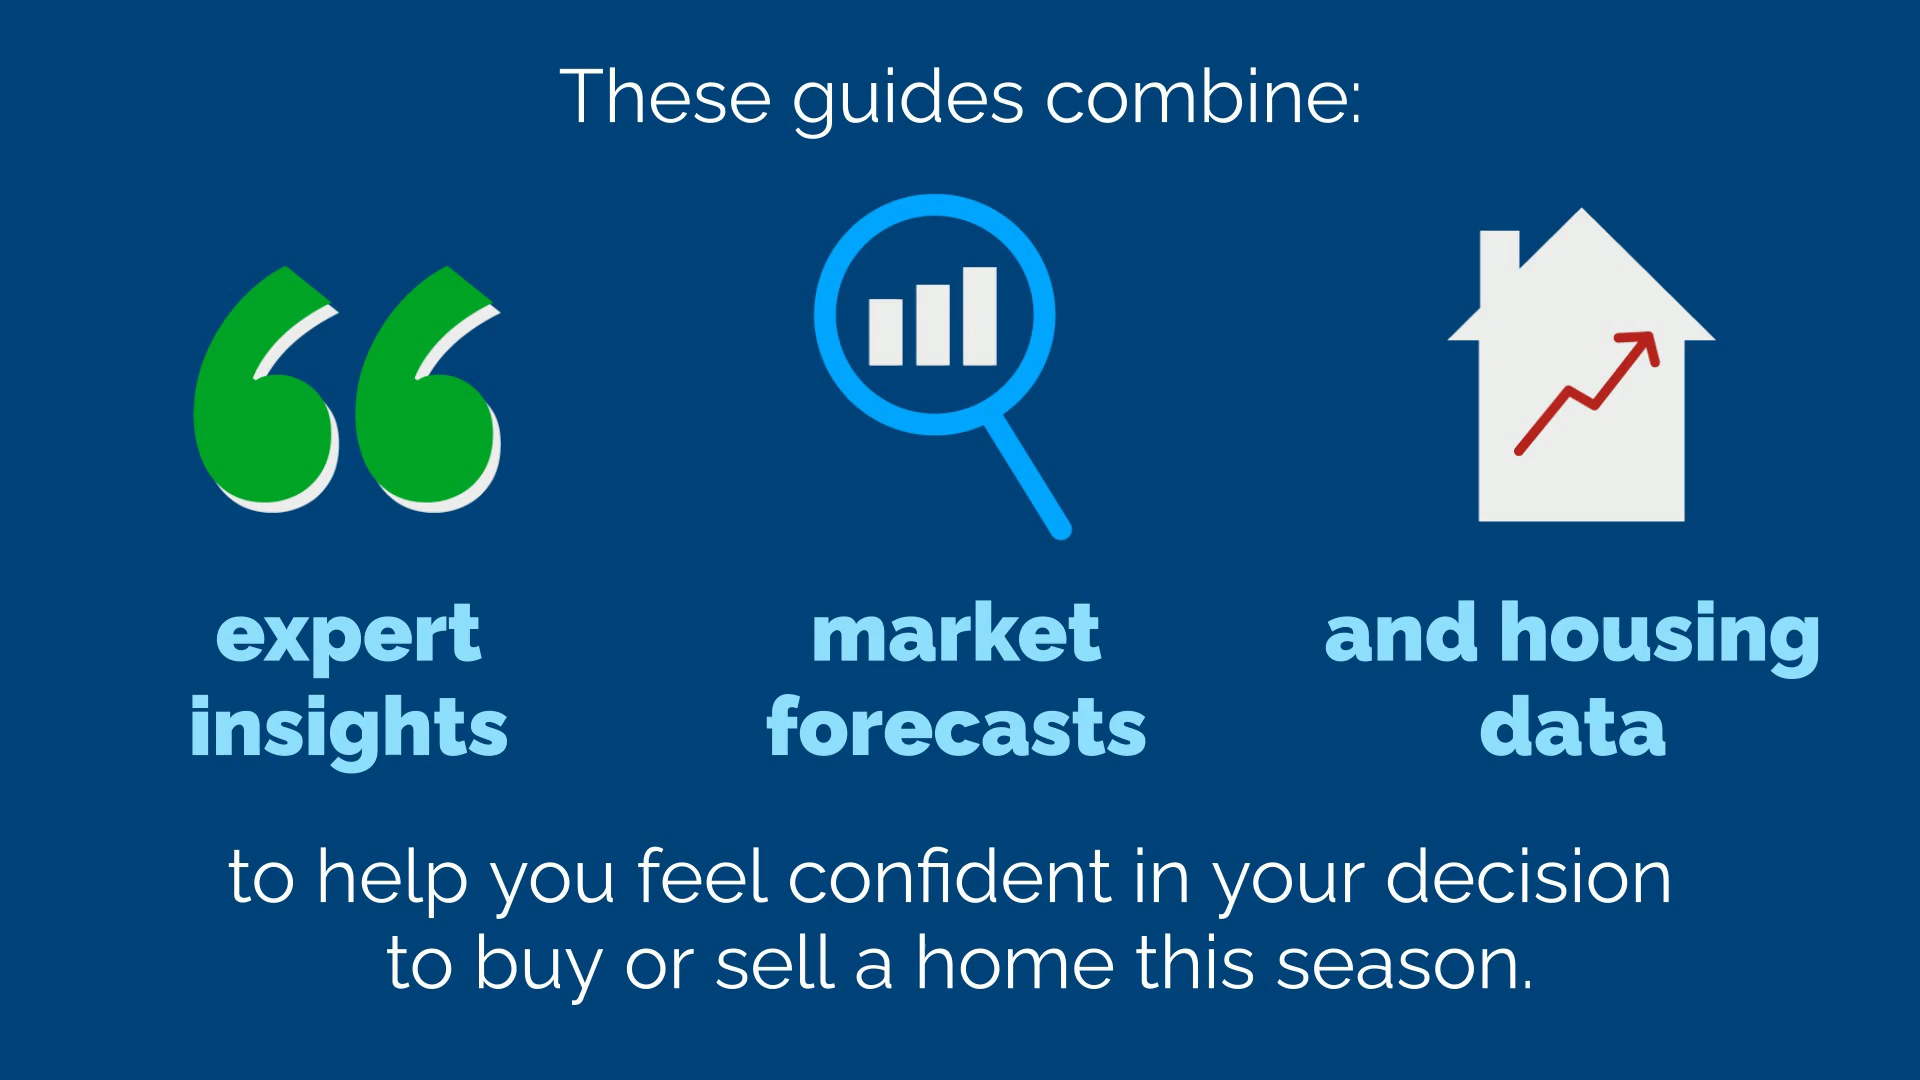 These guides combine:
expert
insights
market
forecasts
and housing
data
to help you feel confident in your decision
to buy or sell a home this season.